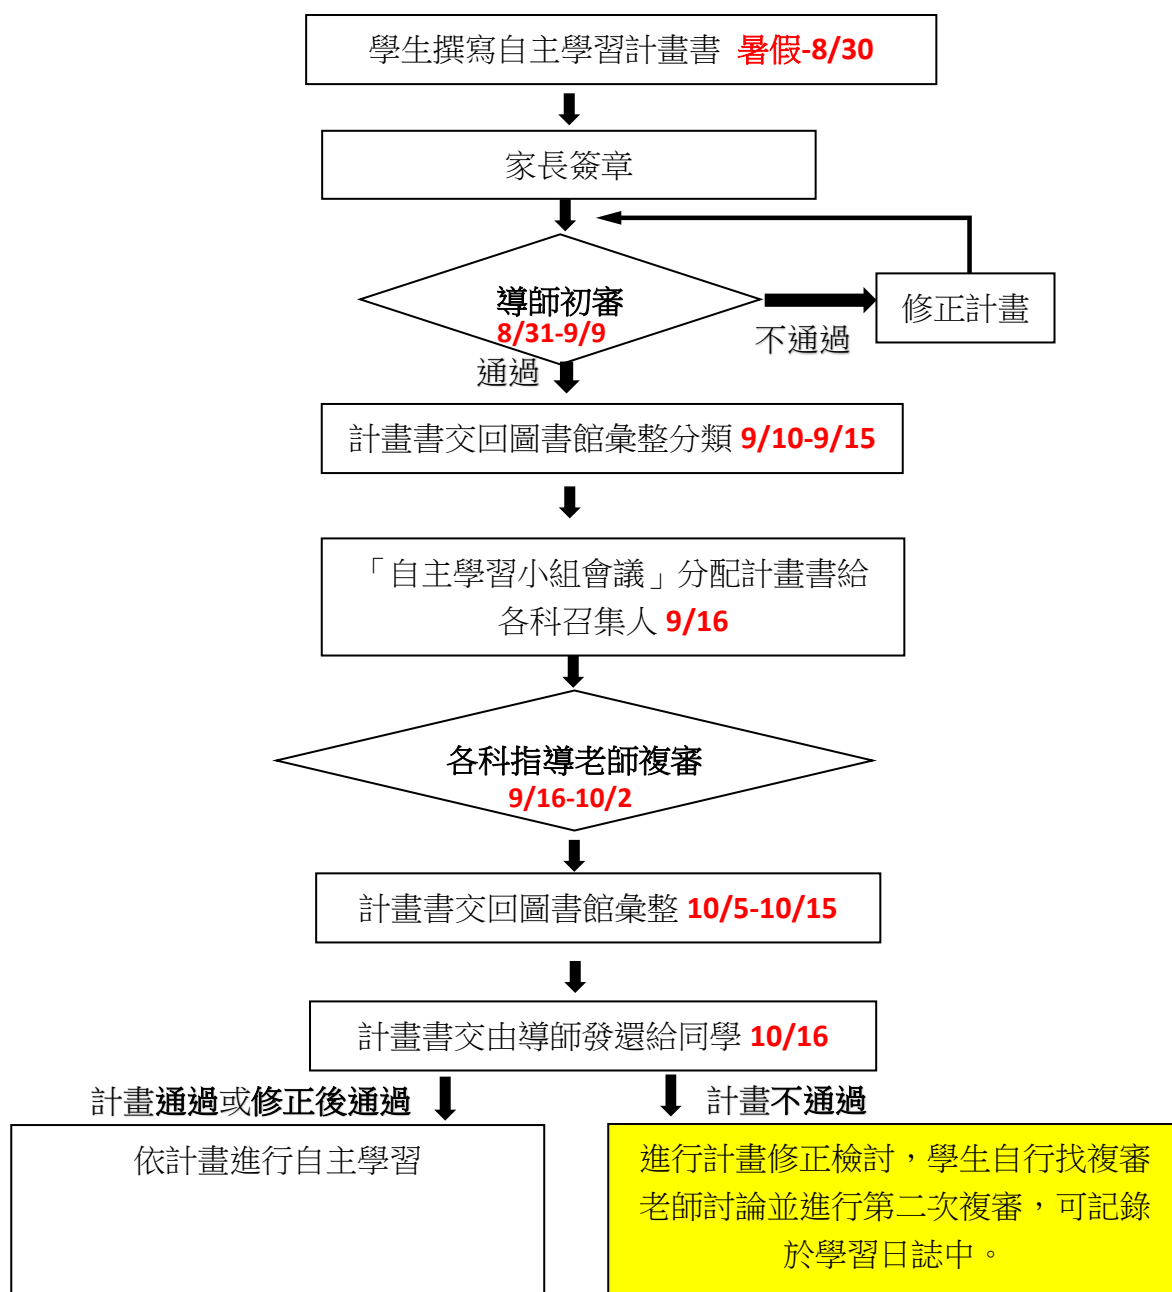 學生撰寫自主學習計畫書 暑假-8/30
家長簽章
導師初審
8/31-9/9
修正計畫
不通過
通過
計畫書交回圖書館彙整分類 9/10-9/15
「自主學習小組會議」分配計畫書給
各科召集人 9/16
各科指導老師複審
9/16-10/2
計畫書交回圖書館彙整 10/5-10/15
計畫書交由導師發還給同學 10/16
計畫通過或修正後通過
計畫不通過
依計畫進行自主學習
進行計畫修正檢討，學生自行找複審
老師討論並進行第二次複審，可記錄
於學習日誌中。